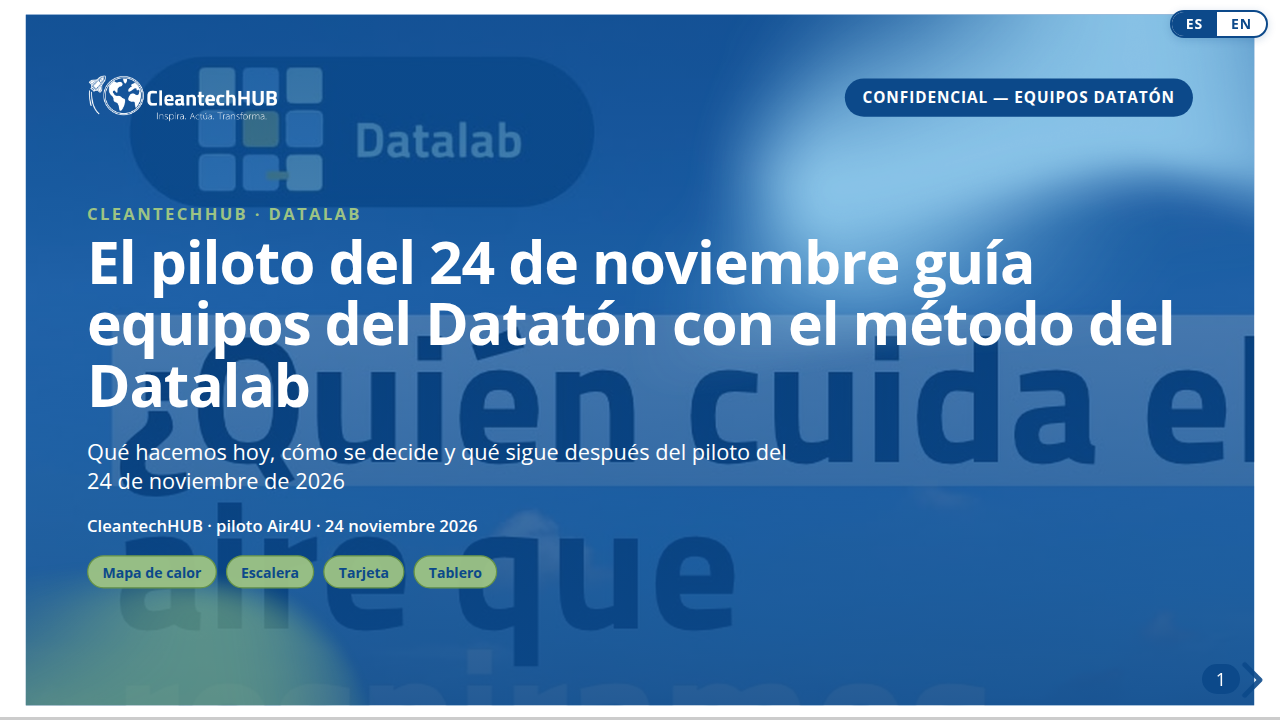 ES EN
CleantechHUB
Inspira. Actúa. Transforma.
Datalab
CONFIDENCIAL — EQUIPOS DATATÓN
CLEANTECHHUB · DATALAB
El piloto del 24 de noviembre guía
equipos del Datatón con el método del
Datalab
¿Quién cuida el
aire que
respiramos
Qué hacemos hoy, cómo se decide y qué sigue después del piloto del
24 de noviembre de 2026
CleantechHUB · piloto Air4U · 24 noviembre 2026
Mapa de calor Escalera Tarjeta Tablero
1